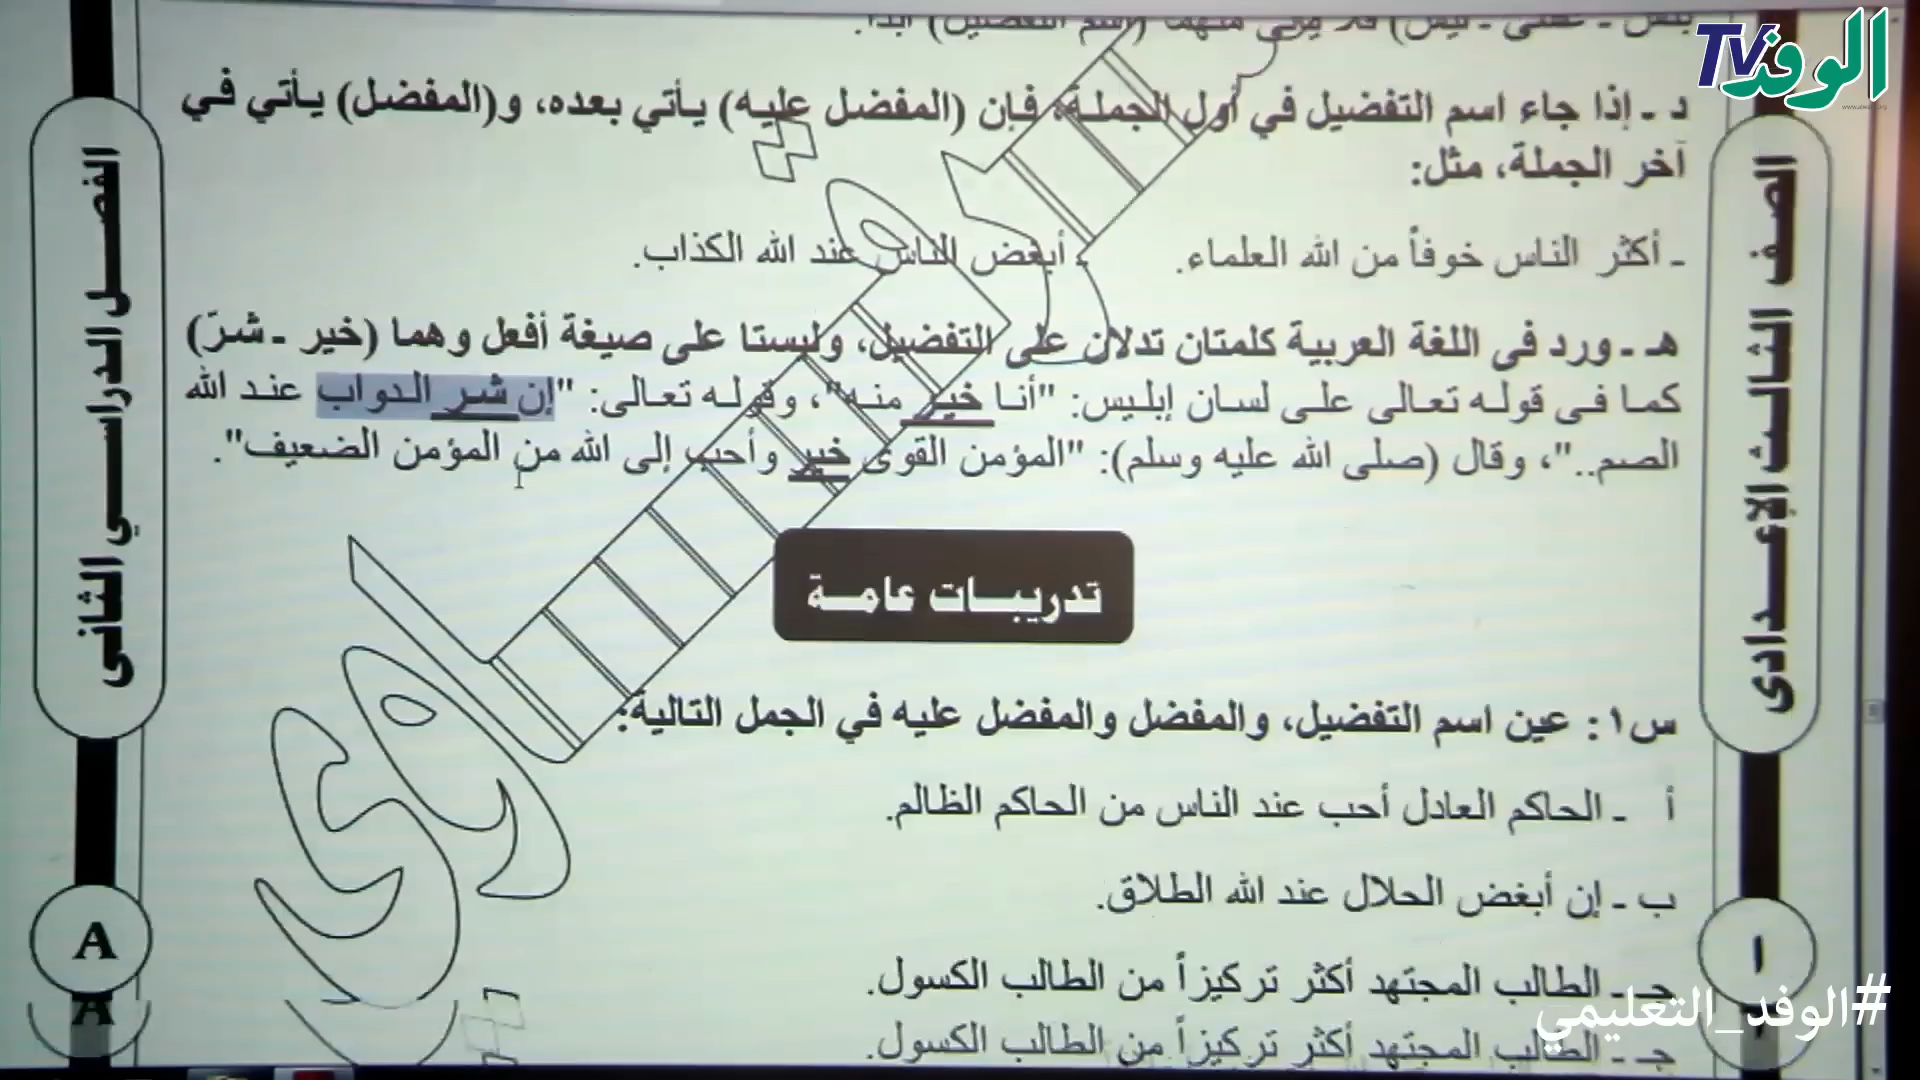 الوفد TV
د ـ إذا جاء اسم التفضيل في أول الجملة، فإن (المفضل عليه) يأتي بعده، و(المفضل) يأتي في
آخر الجملة، مثل:
ـ أكثر الناس خوفاً من الله العلماء. ـ أبغض الناس عند الله الكذاب.
هـ ـ ورد فى اللغة العربية كلمتان تدلان على التفضيل، وليستا على صيغة أفعل وهما (خير ـ شرّ)
كما فى قوله تعالى على لسان إبليس: "أنا خير منه"، وقوله تعالى: "إن شر الدواب عند الله
الصم.."، وقال (صلى الله عليه وسلم): "المؤمن القوى خير وأحب إلى الله من المؤمن الضعيف".
تدريبات عامة
س١: عين اسم التفضيل، والمفضل والمفضل عليه في الجمل التالية:
أ ـ الحاكم العادل أحب عند الناس من الحاكم الظالم.
ب ـ إن أبغض الحلال عند الله الطلاق.
جـ ـ الطالب المجتهد أكثر تركيزاً من الطالب الكسول.
جـ ـ الطالب المجتهد أكثر تركيزاً من الطالب الكسول.
الصف الثالث الإعدادى
الفصل الدراسي الثانى
A
#الوفد_التعليمي